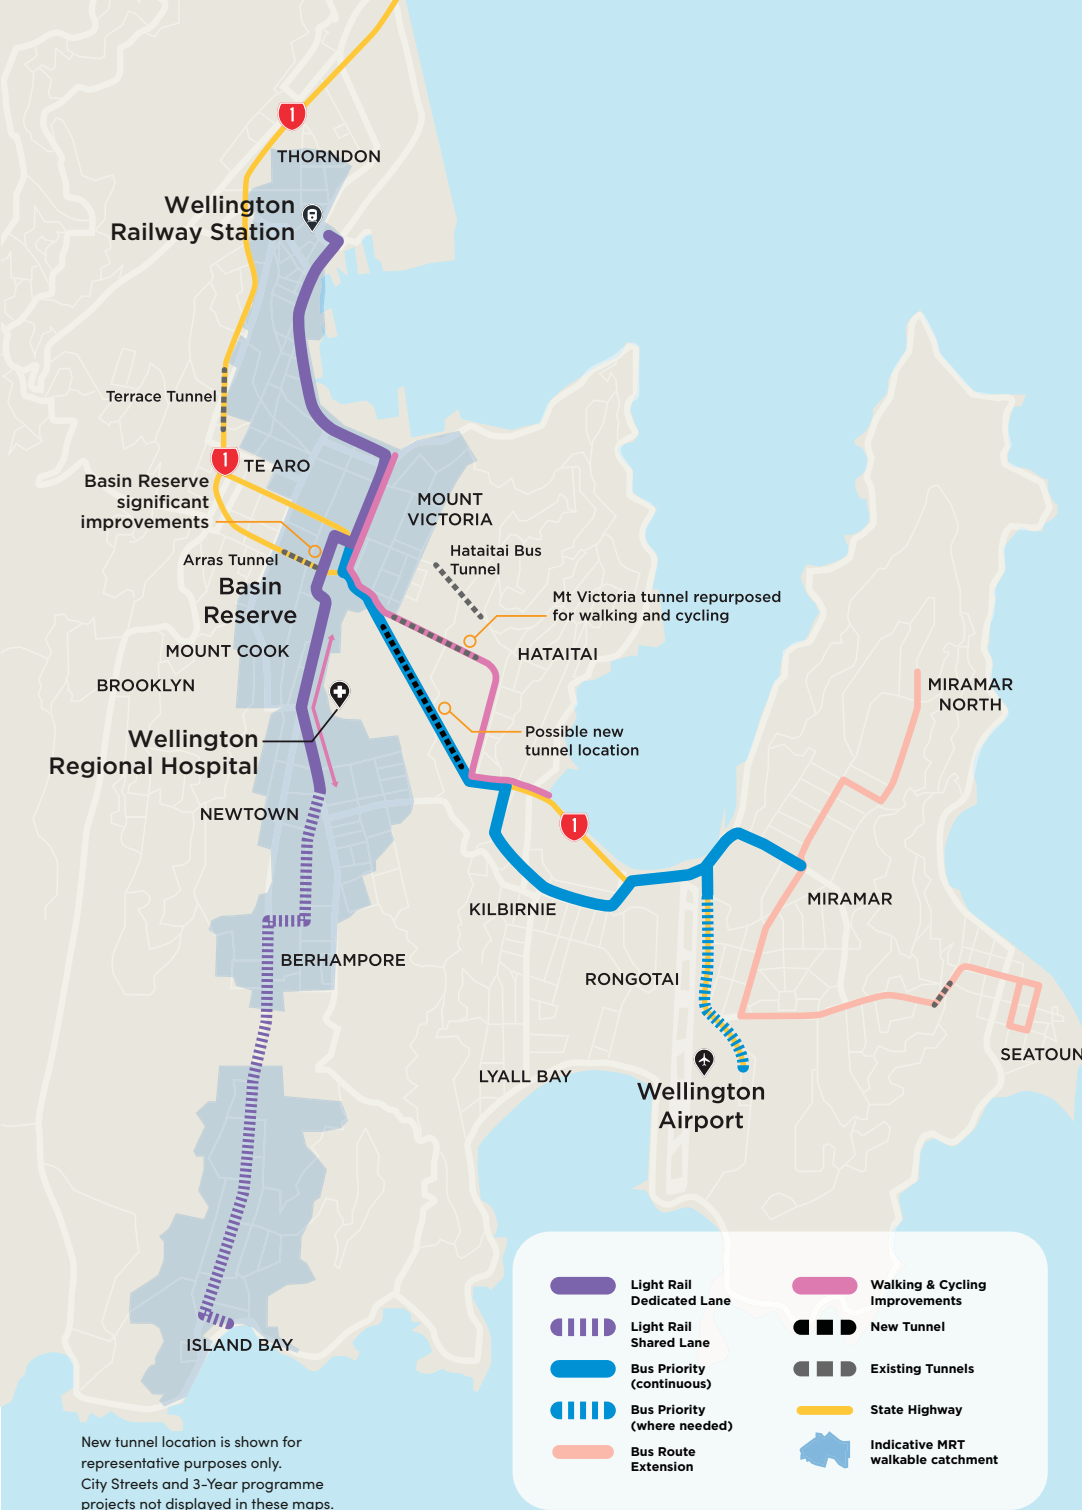 1
THORNDON
Wellington
Railway Station
Terrace Tunnel
1
TE ARO
Basin Reserve
significant
improvements
MOUNT
VICTORIA
Arras Tunnel
Hataitai Bus
Tunnel
Basin
Reserve
Mt Victoria tunnel repurposed
for walking and cycling
MOUNT COOK
HATAITAI
BROOKLYN
MIRAMAR
NORTH
Wellington
Regional Hospital
Possible new
tunnel location
NEWTOWN
1
KILBIRNIE
MIRAMAR
BERHAMPORE
RONGOTAI
SEATOUN
LYALL BAY
Wellington
Airport
ISLAND BAY
Light Rail
Dedicated Lane
Light Rail
Shared Lane
Bus Priority
(continuous)
Bus Priority
(where needed)
Bus Route
Extension
Walking & Cycling
Improvements
New Tunnel
Existing Tunnels
State Highway
Indicative MRT
walkable catchment
New tunnel location is shown for
representative purposes only.
City Streets and 3-Year programme
projects not displayed in these maps.